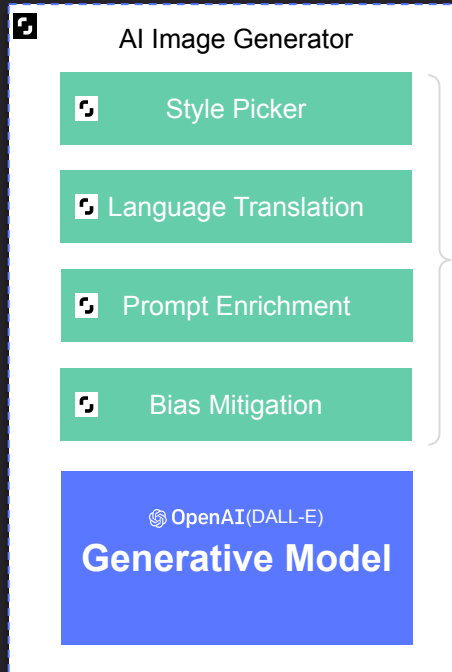 AI Image Generator
Style Picker
Language Translation
Prompt Enrichment
Bias Mitigation
OpenAI(DALL-E)
Generative Model